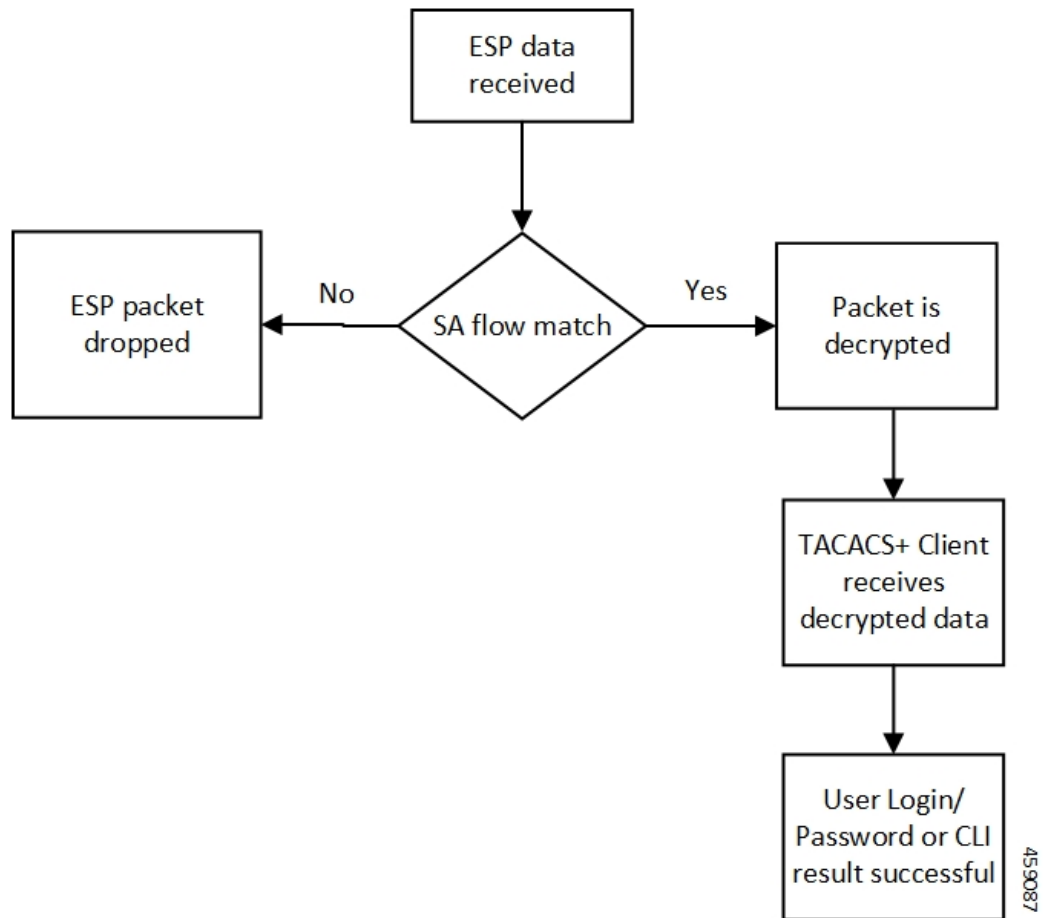 ESP data
received
No
Yes
ESP packet
dropped
SA flow match
Packet is
decrypted
TACACS+ Client
receives
decrypted data
User Login/
Password or CLI
result successful
459087